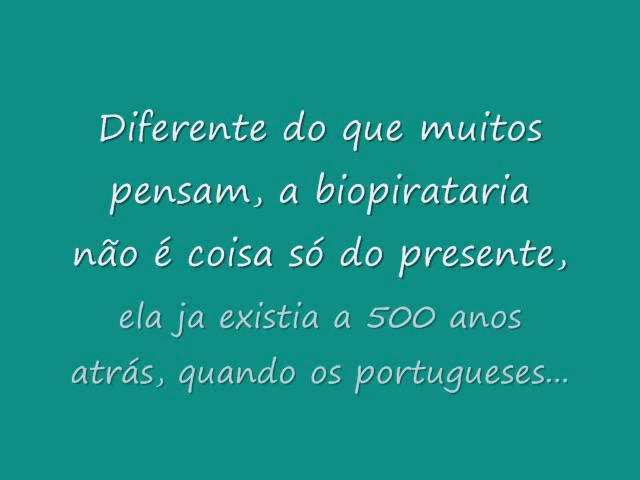 Diferente do que muitos
pensam, a biopirataria
não é coisa só do presente,
ela ja existia a 500 anos
atrás, quando os portugueses...